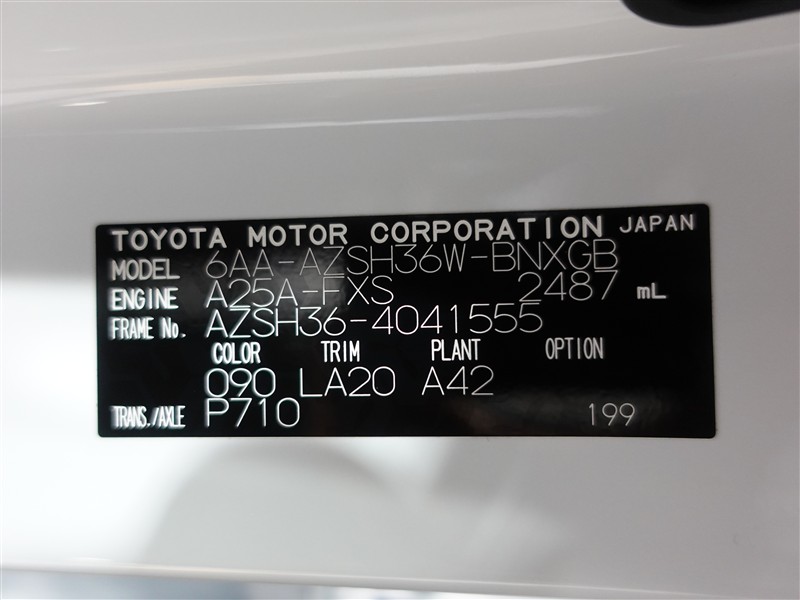 TOYOTA MOTOR CORPORATION JAPAN
MODEL 6AA-AZSH36W-BNXGB
ENGINE A25A-FXS 2487 mL
FRAME No. AZSH36-4041555
COLOR TRIM PLANT OPTION
090 LA20 A42
TRANS./AXLE P710 199